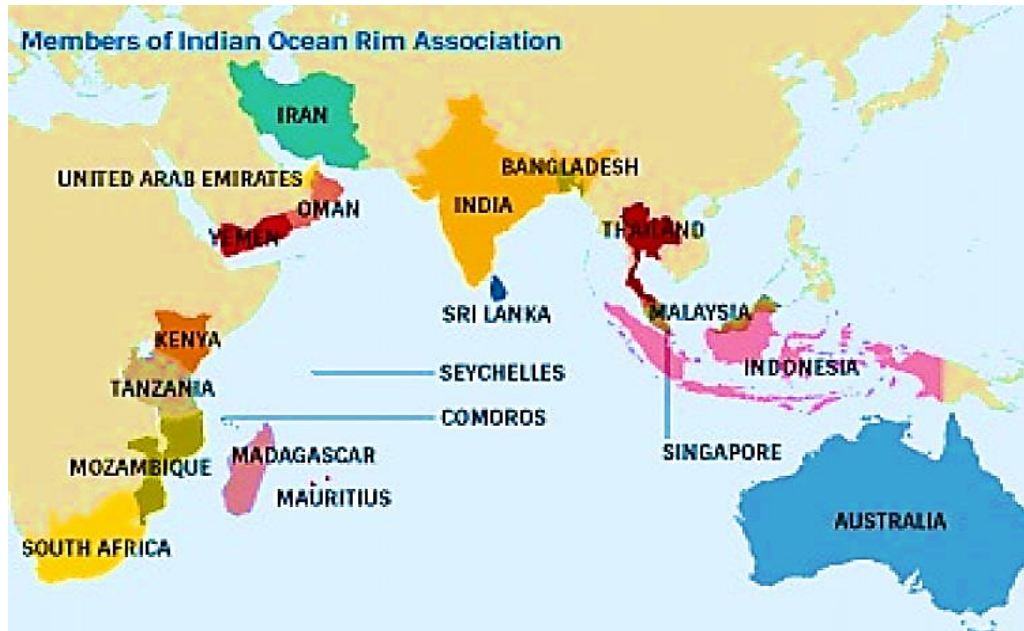 Members of Indian Ocean Rim Association
IRAN
BANGLADESH
UNITED ARAB EMIRATES
INDIA
OMAN
THAILAND
YEMEN
SRI LANKA
MALAYSIA
KENYA
INDONESIA
SEYCHELLES
TANZANIA
COMOROS
SINGAPORE
MADAGASCAR
MOZAMBIQUE
MAURITIUS
AUSTRALIA
SOUTH AFRICA